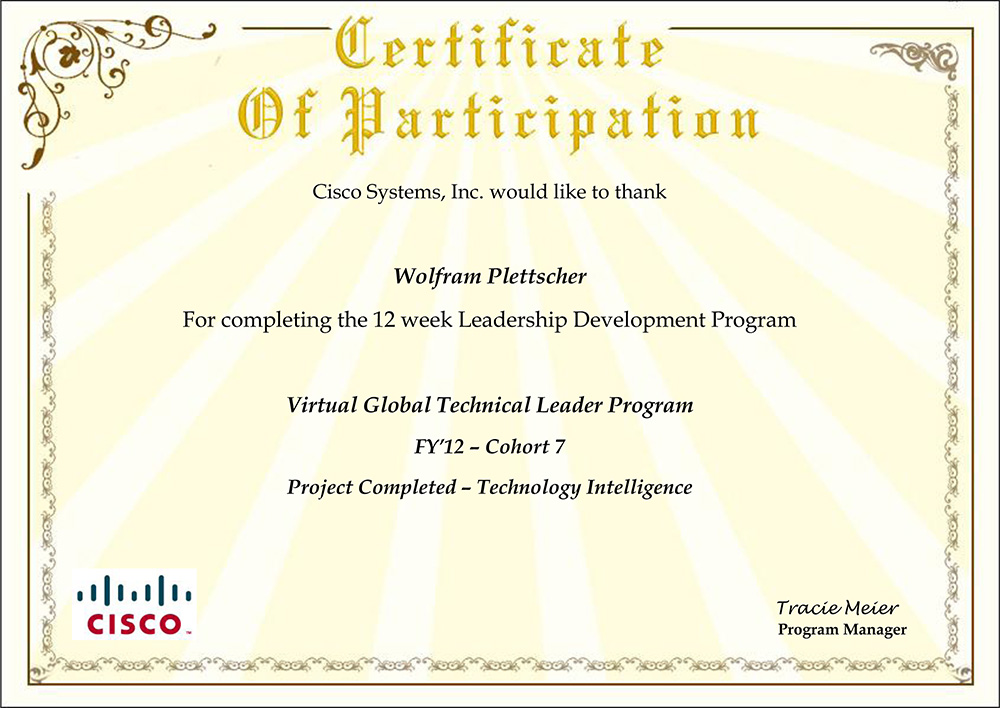 Certificate
Of Participation
Cisco Systems, Inc. would like to thank
Wolfram Plettscher
For completing the 12 week Leadership Development Program
Virtual Global Technical Leader Program
FY'12 – Cohort 7
Project Completed – Technology Intelligence
CISCO™
Tracie Meier
Program Manager